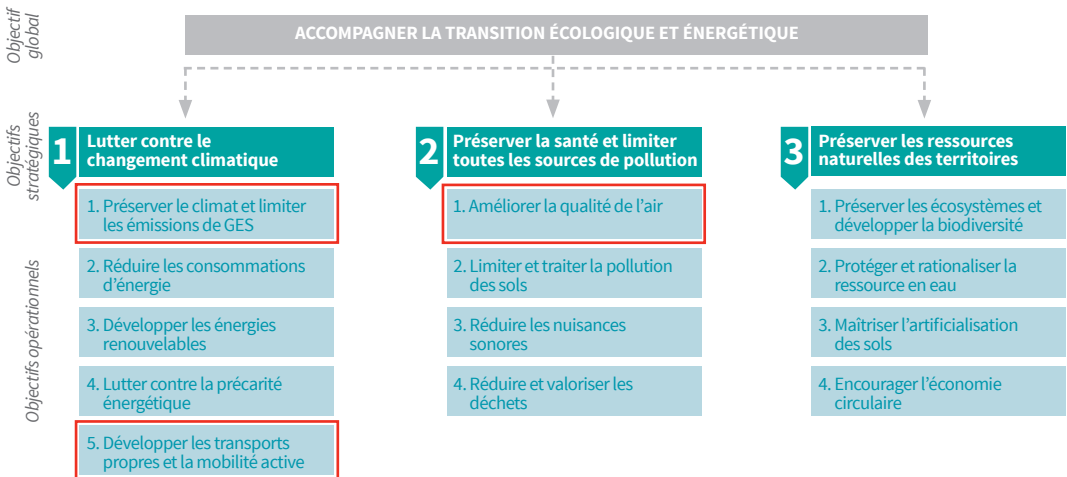 Objectif
global
ACCOMPAGNER LA TRANSITION ÉCOLOGIQUE ET ÉNERGÉTIQUE
Objectifs
stratégiques
1
Lutter contre le
changement climatique
2
Préserver la santé et limiter
toutes les sources de pollution
3
Préserver les ressources
naturelles des territoires
Objectifs opérationnels
1. Préserver le climat et limiter
les émissions de GES
2. Réduire les consommations
d’énergie
3. Développer les énergies
renouvelables
4. Lutter contre la précarité
énergétique
5. Développer les transports
propres et la mobilité active
1. Améliorer la qualité de l’air
2. Limiter et traiter la pollution
des sols
3. Réduire les nuisances
sonores
4. Réduire et valoriser les
déchets
1. Préserver les écosystèmes et
développer la biodiversité
2. Protéger et rationaliser la
ressource en eau
3. Maîtriser l’artificialisation
des sols
4. Encourager l’économie
circulaire